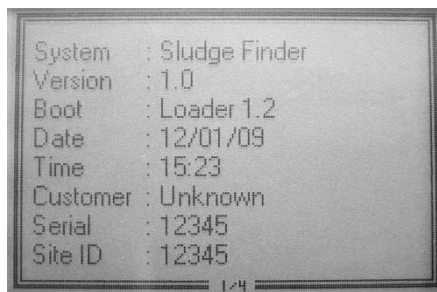 System : Sludge Finder
Version : 1.0
Boot : Loader 1.2
Date : 12/01/09
Time : 15:23
Customer : Unknown
Serial : 12345
Site ID : 12345
1/4